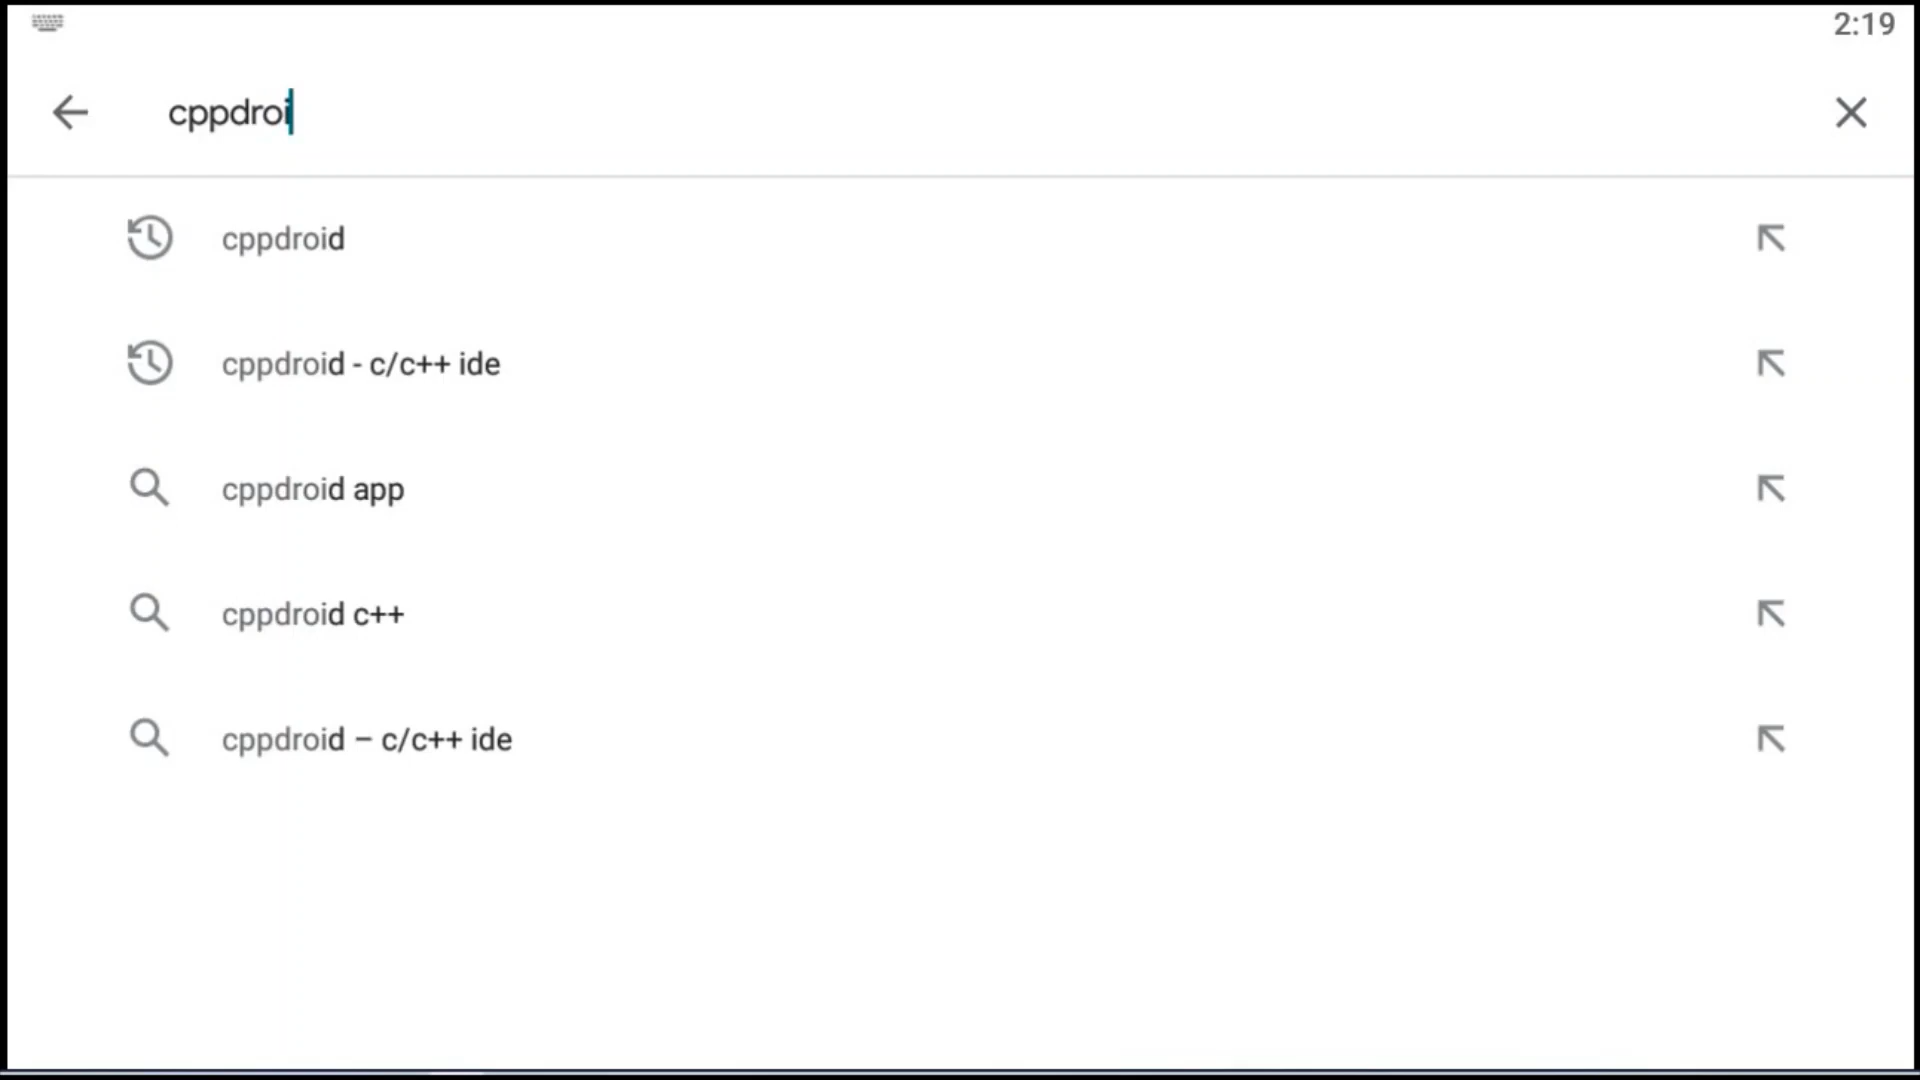 2:19
cppdroi
cppdroid
cppdroid - c/c++ ide
cppdroid app
cppdroid c++
cppdroid – c/c++ ide